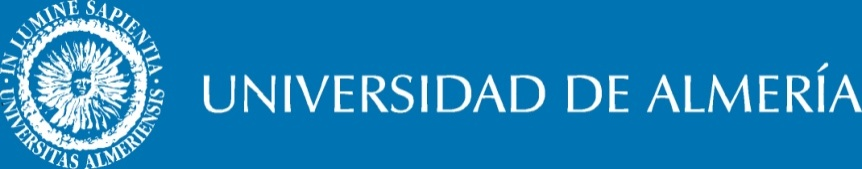 IN LUMINE SAPIENTIA
UNIVERSITAS ALMERIENSIS
UNIVERSIDAD DE ALMERÍA